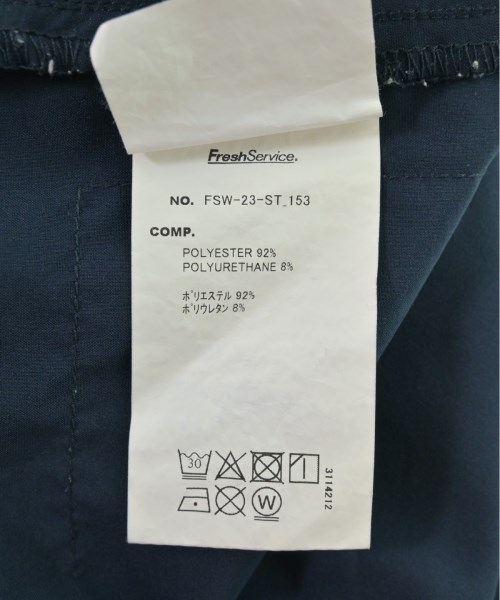 FreshService.
NO. FSW-23-ST_153
COMP.
POLYESTER 92%
POLYURETHANE 8%
ポリエステル 92%
ポリウレタン 8%
30
W
3114212